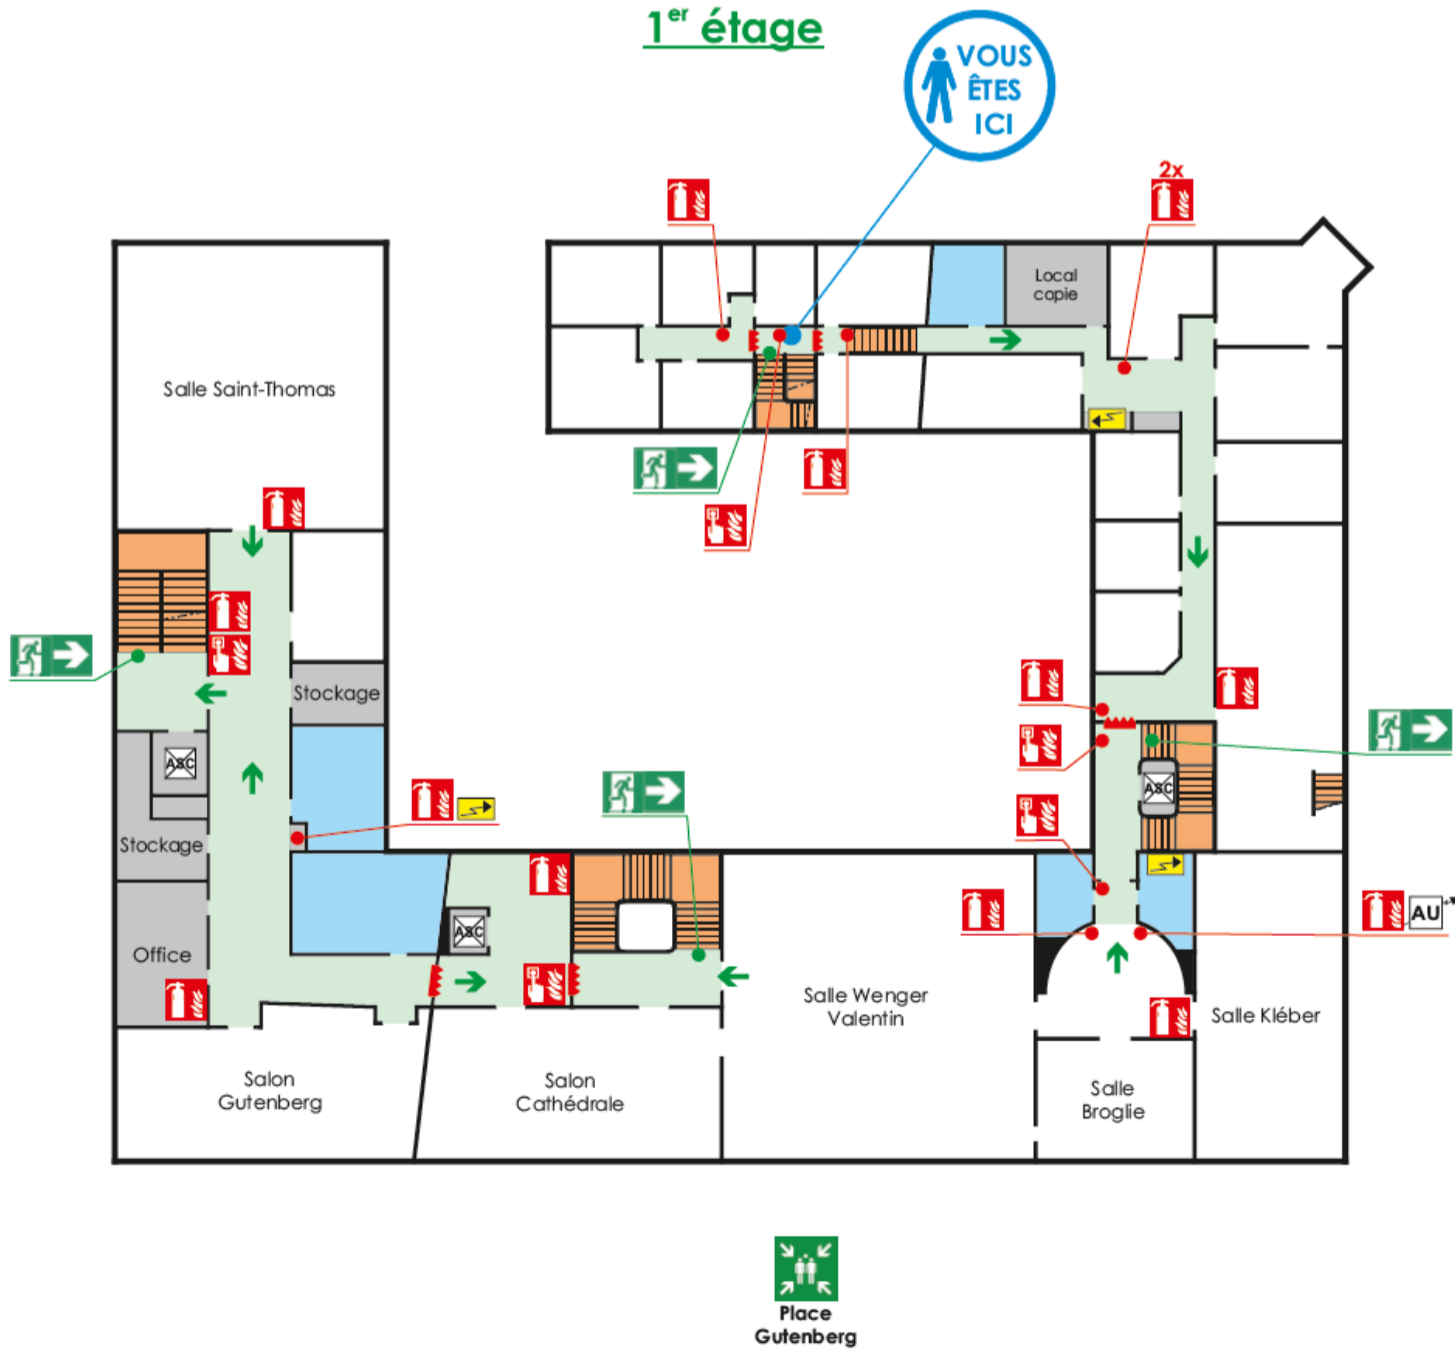 1er étage
VOUS
ÊTES
ICI
2x
Local
copie
Salle Saint-Thomas
Stockage
ASC
ASC
Stockage
Office
ASC
AU
Salle Wenger
Valentin
Salle Kléber
Salon
Gutenberg
Salon
Cathédrale
Salle
Broglie
Place
Gutenberg